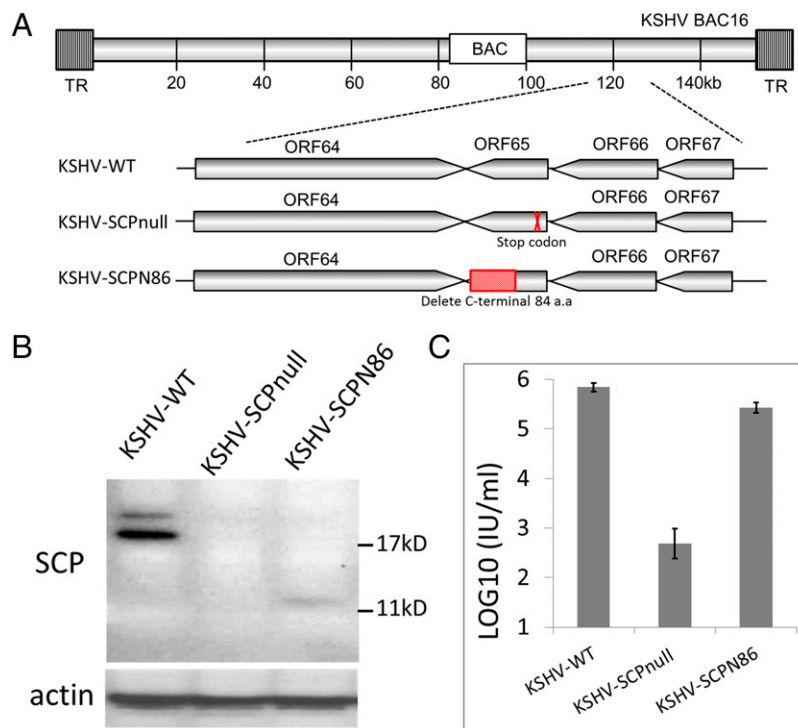 A
KSHV BAC16
BAC
TR 20 40 60 80 100 120 140kb TR
ORF64 ORF65 ORF66 ORF67
KSHV-WT
ORF64 ORF66 ORF67
KSHV-SCPnull
Stop codon
ORF64 ORF66 ORF67
KSHV-SCPN86
Delete C-terminal 84 a.a
B
KSHV-WT
KSHV-SCPnull
KSHV-SCPN86
SCP
17kD
11kD
actin
C
LOG10 (IU/ml)
6
5
4
3
2
1
KSHV-WT
KSHV-SCPnull
KSHV-SCPN86